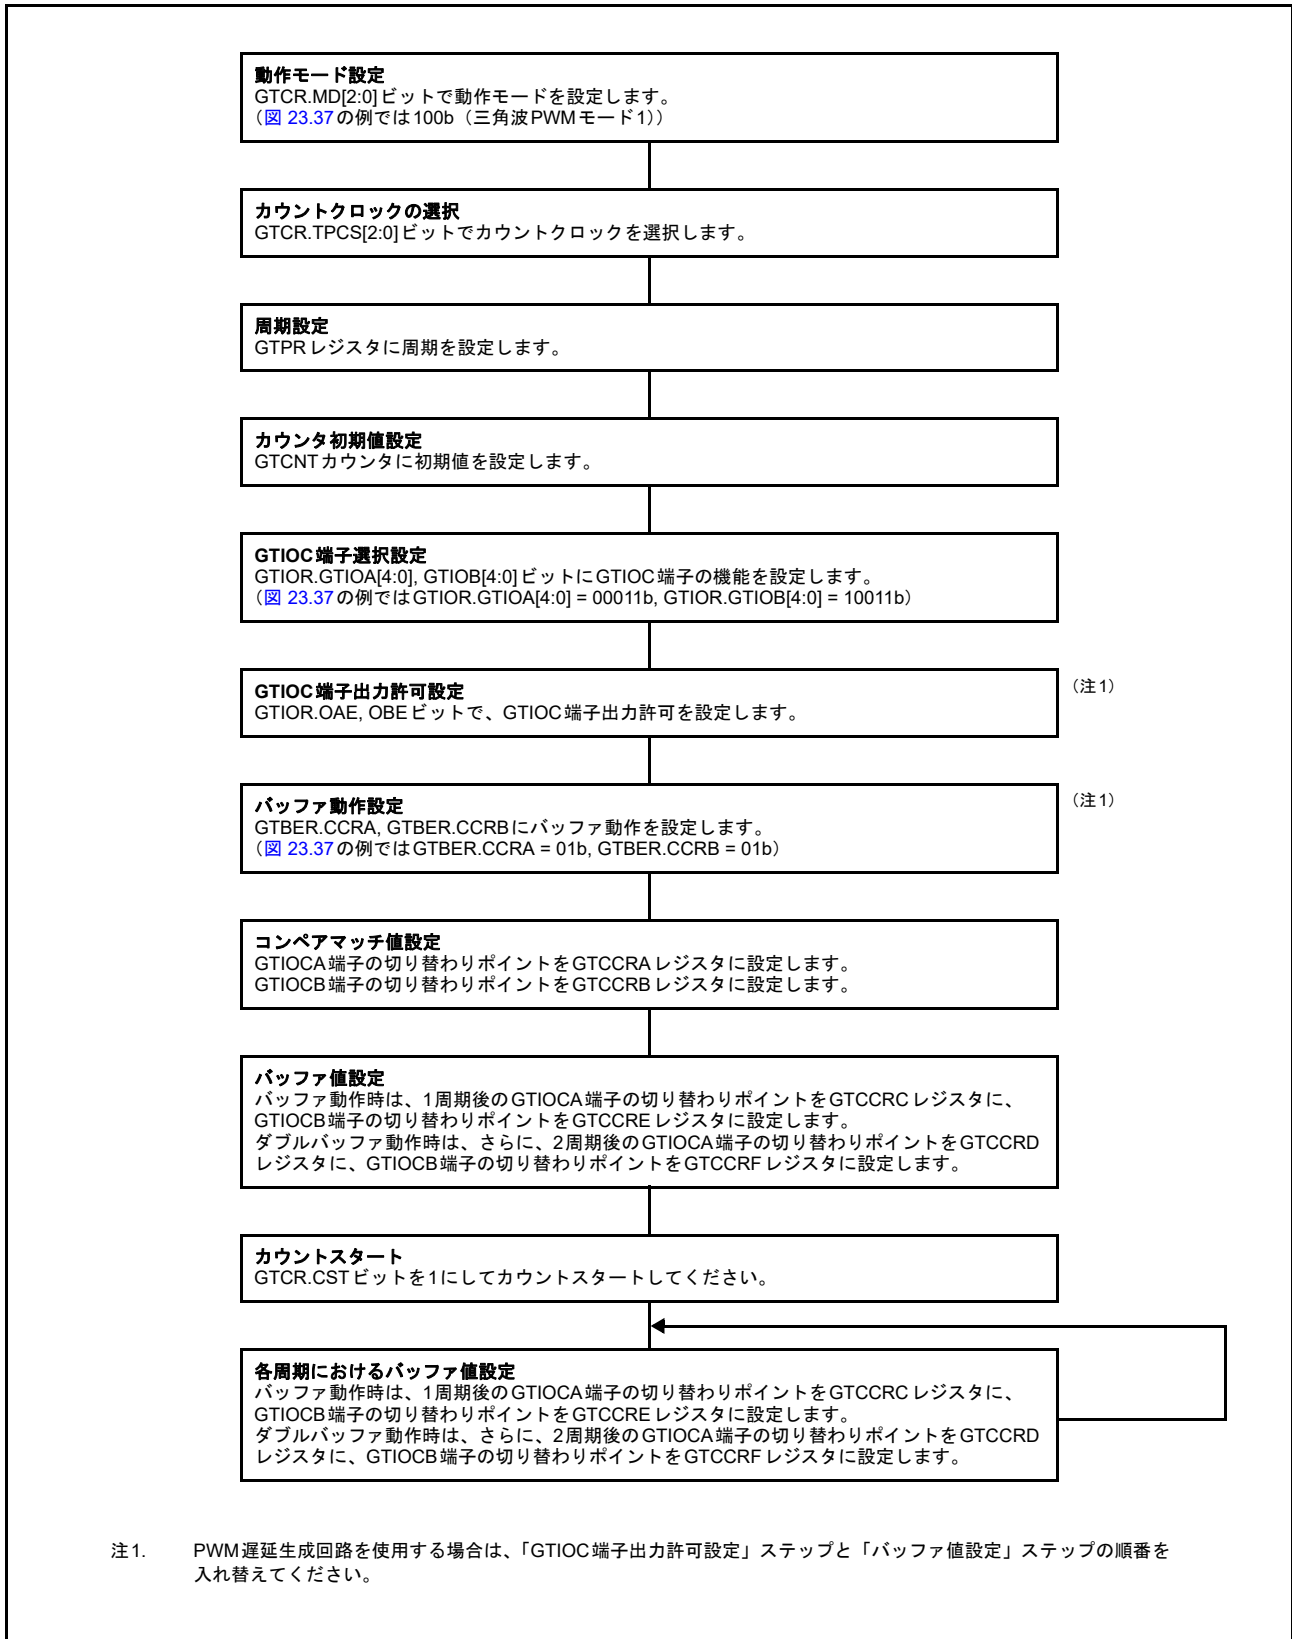 動作モード設定
GTCR.MD[2:0]ビットで動作モードを設定します。
（図 23.37の例では100b（三角波PWMモード1））
カウントクロックの選択
GTCR.TPCS[2:0]ビットでカウントクロックを選択します。
周期設定
GTPRレジスタに周期を設定します。
カウンタ初期値設定
GTCNTカウンタに初期値を設定します。
GTIOC端子選択設定
GTIOR.GTIOA[4:0], GTIOB[4:0]ビットにGTIOC端子の機能を設定します。
（図 23.37の例ではGTIOR.GTIOA[4:0] = 00011b, GTIOR.GTIOB[4:0] = 10011b）
GTIOC端子出力許可設定
GTIOR.OAE, OBEビットで、GTIOC端子出力許可を設定します。
（注1）
バッファ動作設定
GTBER.CCRA, GTBER.CCRBにバッファ動作を設定します。
（図 23.37の例ではGTBER.CCRA = 01b, GTBER.CCRB = 01b）
（注1）
コンペアマッチ値設定
GTIOCA端子の切り替わりポイントをGTCCRAレジスタに設定します。
GTIOCB端子の切り替わりポイントをGTCCRBレジスタに設定します。
バッファ値設定
バッファ動作時は、1周期後のGTIOCA端子の切り替わりポイントをGTCCRCレジスタに、
GTIOCB端子の切り替わりポイントをGTCCREレジスタに設定します。
ダブルバッファ動作時は、さらに、2周期後のGTIOCA端子の切り替わりポイントをGTCCRD
レジスタに、GTIOCB端子の切り替わりポイントをGTCCRFレジスタに設定します。
カウントスタート
GTCR.CSTビットを1にしてカウントスタートしてください。
各周期におけるバッファ値設定
バッファ動作時は、1周期後のGTIOCA端子の切り替わりポイントをGTCCRCレジスタに、
GTIOCB端子の切り替わりポイントをGTCCREレジスタに設定します。
ダブルバッファ動作時は、さらに、2周期後のGTIOCA端子の切り替わりポイントをGTCCRD
レジスタに、GTIOCB端子の切り替わりポイントをGTCCRFレジスタに設定します。
注1. PWM遅延生成回路を使用する場合は、「GTIOC端子出力許可設定」ステップと「バッファ値設定」ステップの順番を
入れ替えてください。